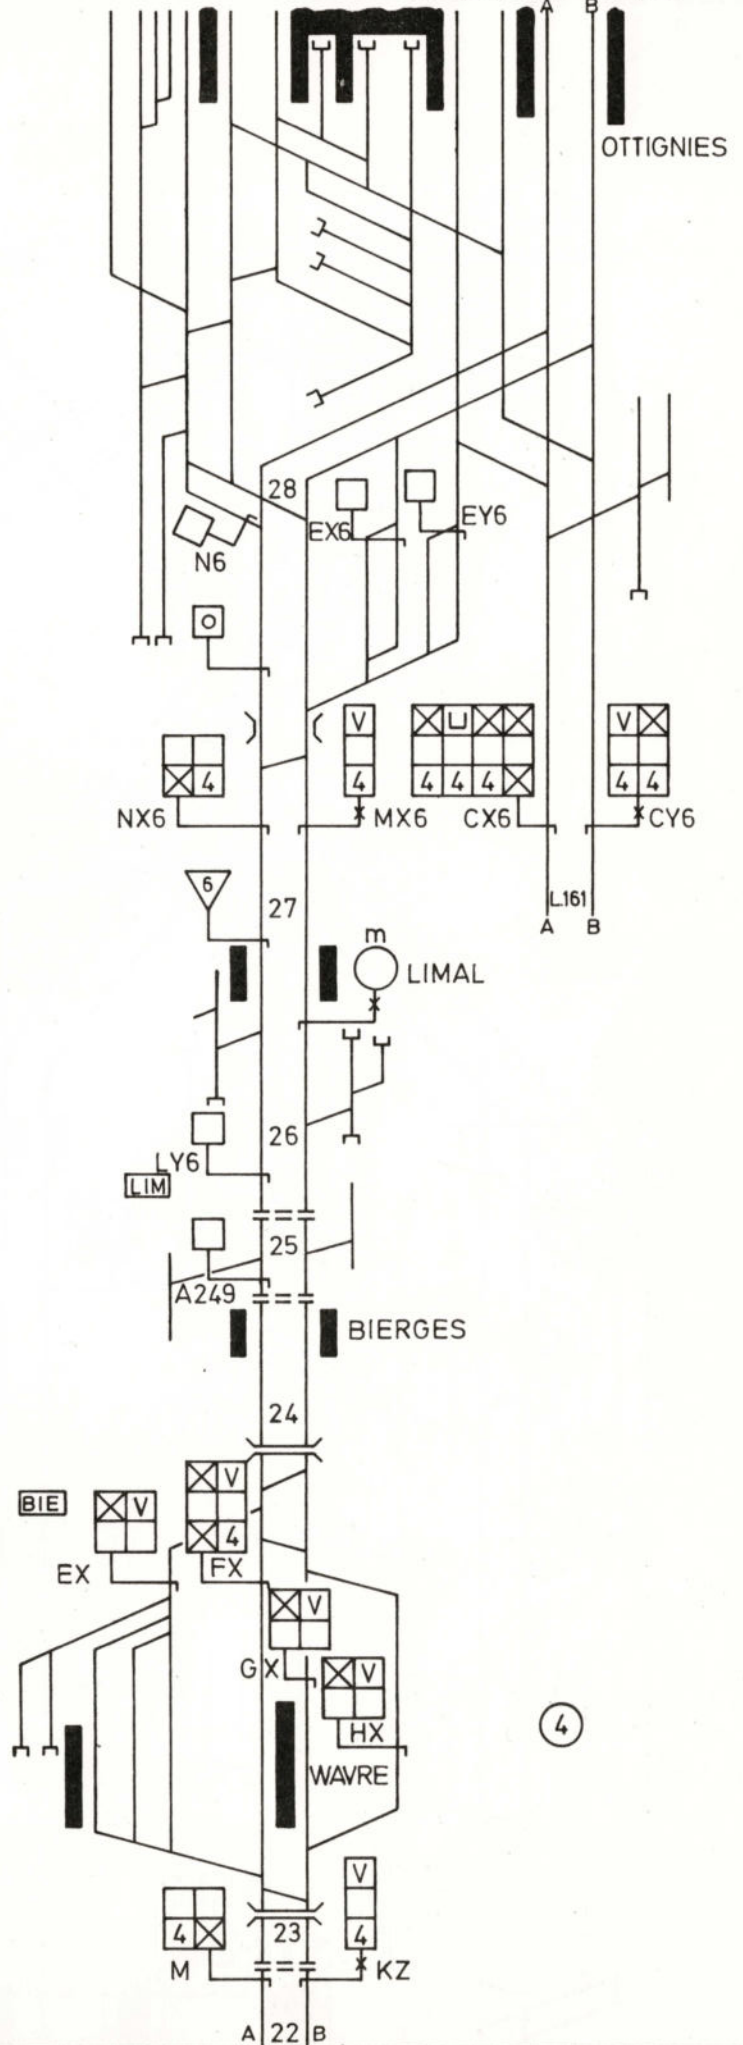 A B
OTTIGNIES
28
EX6
EY6
N6
O
V
V
4
4 4 4
4 4
NX6
MX6
CX6
CY6
6
27
L.161
A B
m
LIMAL
26
LY6
LIM
25
A249
BIERGES
24
BIE
V
V
4
EX
FX
V
GX
V
HX
4
WAVRE
V
4
4
23
M
KZ
A 22 B